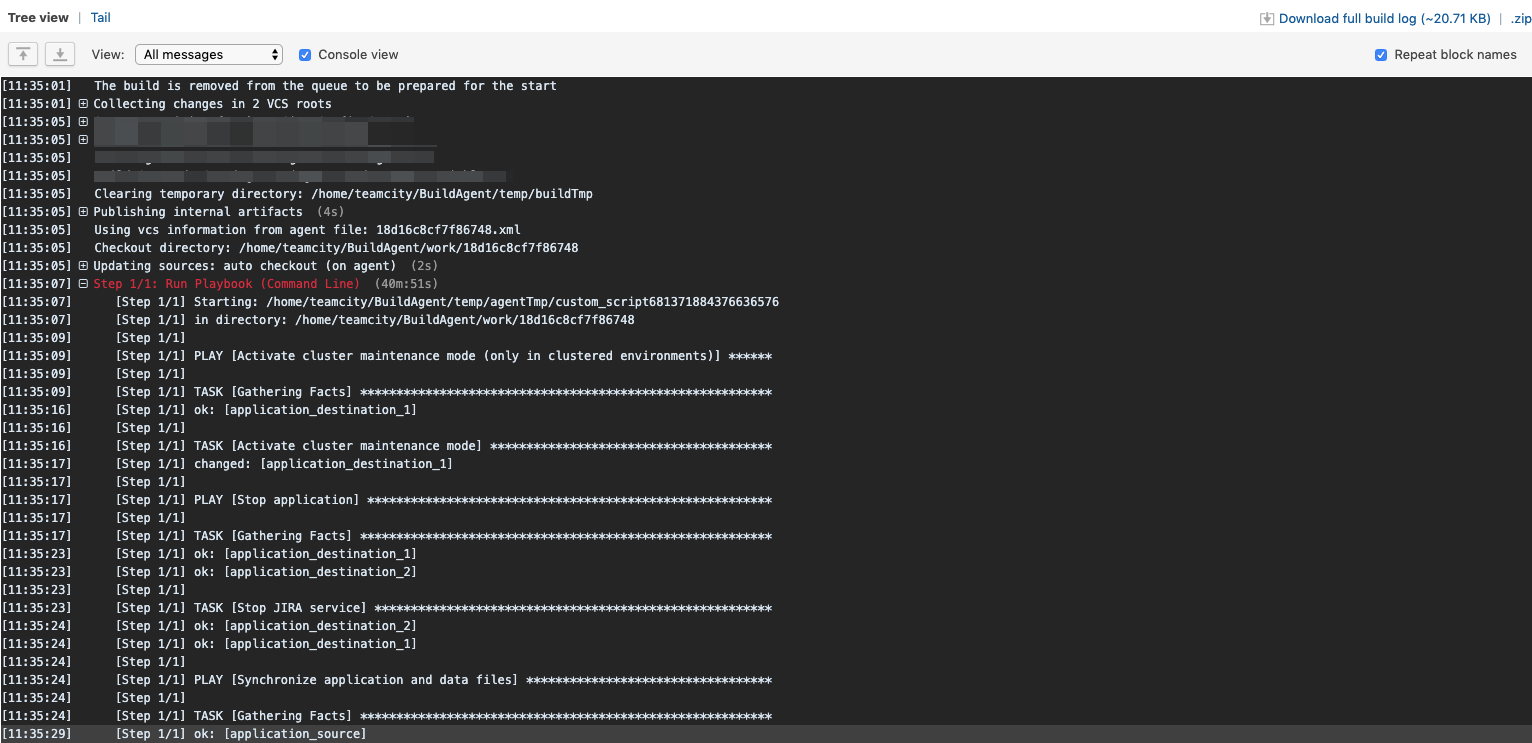 Tree view | Tail
Download full build log (~20.71 KB) | .zip
View: All messages Console view
Repeat block names
[11:35:01] The build is removed from the queue to be prepared for the start
[11:35:01] Collecting changes in 2 VCS roots
[11:35:05]
[11:35:05]
[11:35:05]
[11:35:05]
[11:35:05] Clearing temporary directory: /home/teamcity/BuildAgent/temp/buildTmp
[11:35:05] Publishing internal artifacts (4s)
[11:35:05] Using vcs information from agent file: 18d16c8cf7f86748.xml
[11:35:05] Checkout directory: /home/teamcity/BuildAgent/work/18d16c8cf7f86748
[11:35:05] Updating sources: auto checkout (on agent) (2s)
[11:35:07] Step 1/1: Run Playbook (Command Line) (40m:51s)
[11:35:07] [Step 1/1] Starting: /home/teamcity/BuildAgent/temp/agentTmp/custom_script681371884376636576
[11:35:07] [Step 1/1] in directory: /home/teamcity/BuildAgent/work/18d16c8cf7f86748
[11:35:09] [Step 1/1]
[11:35:09] [Step 1/1] PLAY [Activate cluster maintenance mode (only in clustered environments)] ******
[11:35:09] [Step 1/1]
[11:35:09] [Step 1/1] TASK [Gathering Facts] *********************************************************
[11:35:16] [Step 1/1] ok: [application_destination_1]
[11:35:16] [Step 1/1]
[11:35:16] [Step 1/1] TASK [Activate cluster maintenance mode] ***************************************
[11:35:17] [Step 1/1] changed: [application_destination_1]
[11:35:17] [Step 1/1]
[11:35:17] [Step 1/1] PLAY [Stop application] ********************************************************
[11:35:17] [Step 1/1]
[11:35:17] [Step 1/1] TASK [Gathering Facts] *********************************************************
[11:35:23] [Step 1/1] ok: [application_destination_1]
[11:35:23] [Step 1/1] ok: [application_destination_2]
[11:35:23] [Step 1/1]
[11:35:23] [Step 1/1] TASK [Stop JIRA service] *******************************************************
[11:35:24] [Step 1/1] ok: [application_destination_2]
[11:35:24] [Step 1/1] ok: [application_destination_1]
[11:35:24] [Step 1/1]
[11:35:24] [Step 1/1] PLAY [Synchronize application and data files] **********************************
[11:35:24] [Step 1/1]
[11:35:24] [Step 1/1] TASK [Gathering Facts] *********************************************************
[11:35:29] [Step 1/1] ok: [application_source]